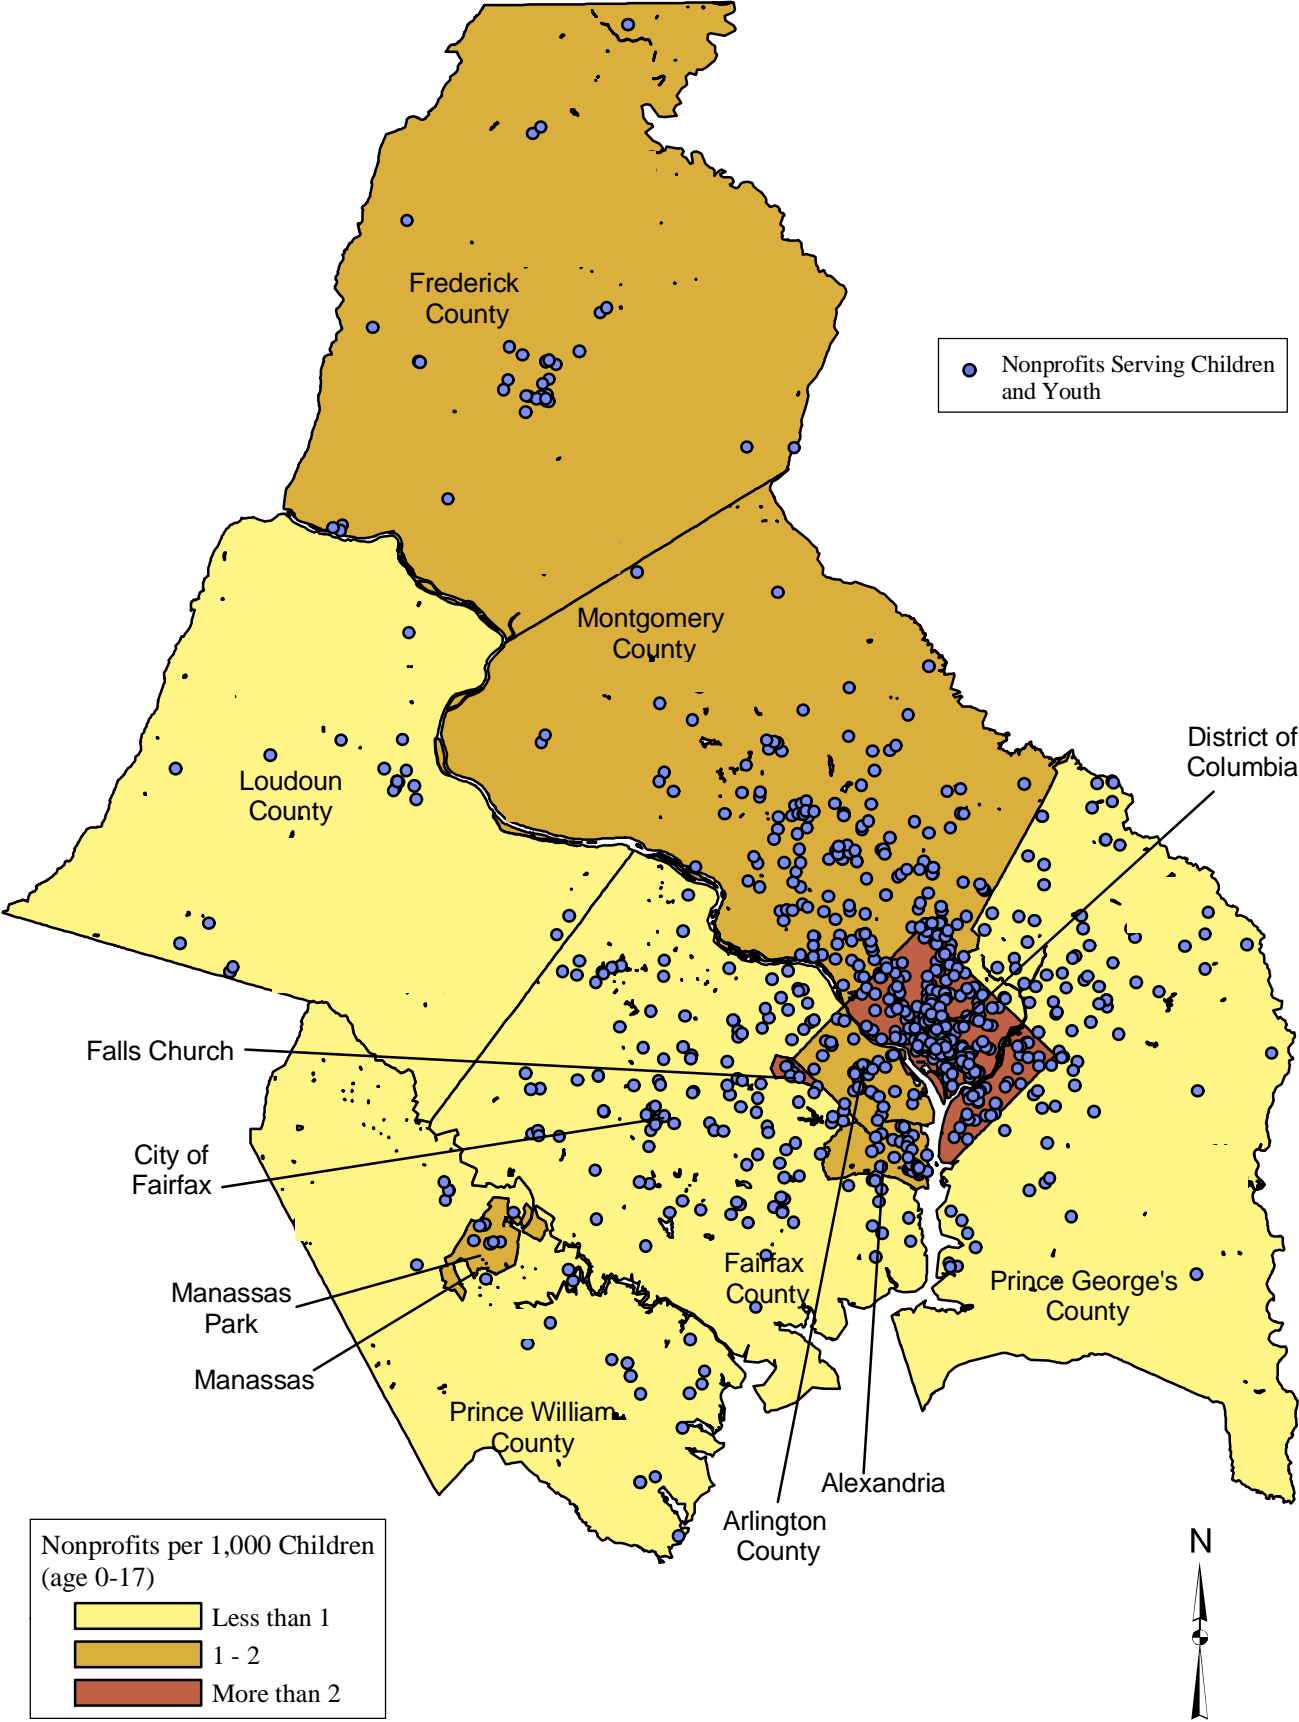 Frederick
County
Nonprofits Serving Children
and Youth
Montgomery
County
District of
Columbia
Loudoun
County
Falls Church
City of
Fairfax
Manassas
Park
Manassas
Fairfax
County
Prince George's
County
Prince William
County
Alexandria
Arlington
County
N
Nonprofits per 1,000 Children
(age 0-17)
Less than 1
1 - 2
More than 2